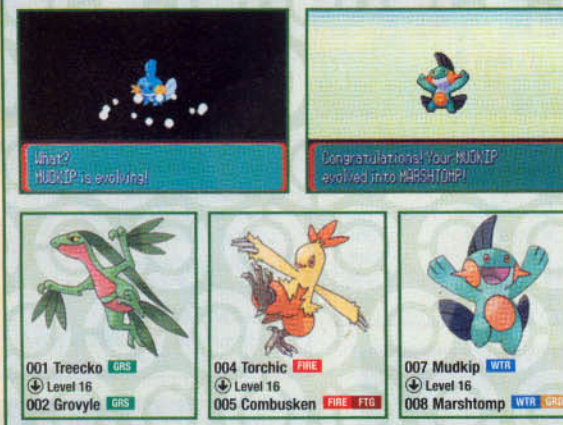 What?
MUDKIP is evolving!
Congratulations! Your MUDKIP
evolved into MARSHTOMP!
001 Treecko GRS
Level 16
002 Grovyle GRS
004 Torchic FIRE
Level 16
005 Combusken FIRE FTG
007 Mudkip WTR
Level 16
008 Marshtomp WTR GRD